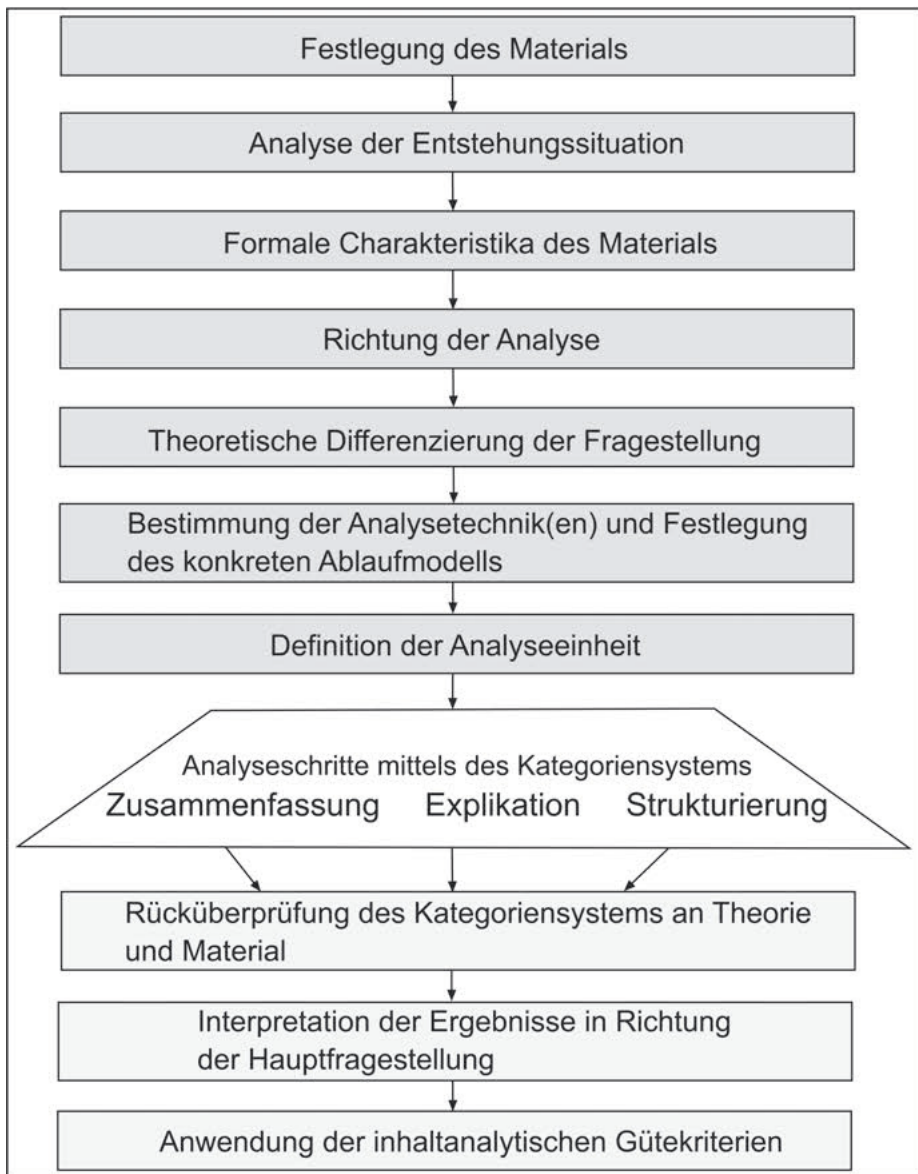 Festlegung des Materials
Analyse der Entstehungssituation
Formale Charakteristika des Materials
Richtung der Analyse
Theoretische Differenzierung der Fragestellung
Bestimmung der Analysetechnik(en) und Festlegung
des konkreten Ablaufmodells
Definition der Analyseeinheit
Analyseschritte mittels des Kategoriensystems
Zusammenfassung Explikation Strukturierung
Rücküberprüfung des Kategoriensystems an Theorie
und Material
Interpretation der Ergebnisse in Richtung
der Hauptfragestellung
Anwendung der inhaltanalytischen Gütekriterien